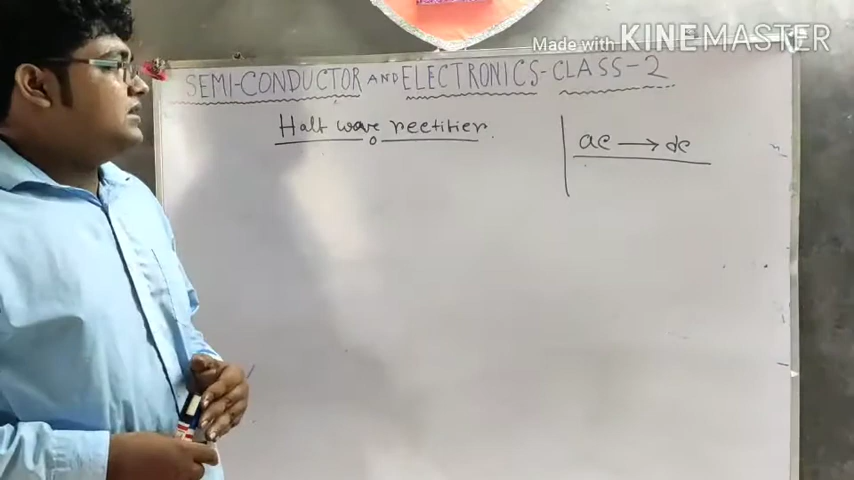 Made with KINEMASTER
SEMI-CONDUCTOR AND ELECTRONICS-CLASS-2
Half wave rectifier
ac → dc